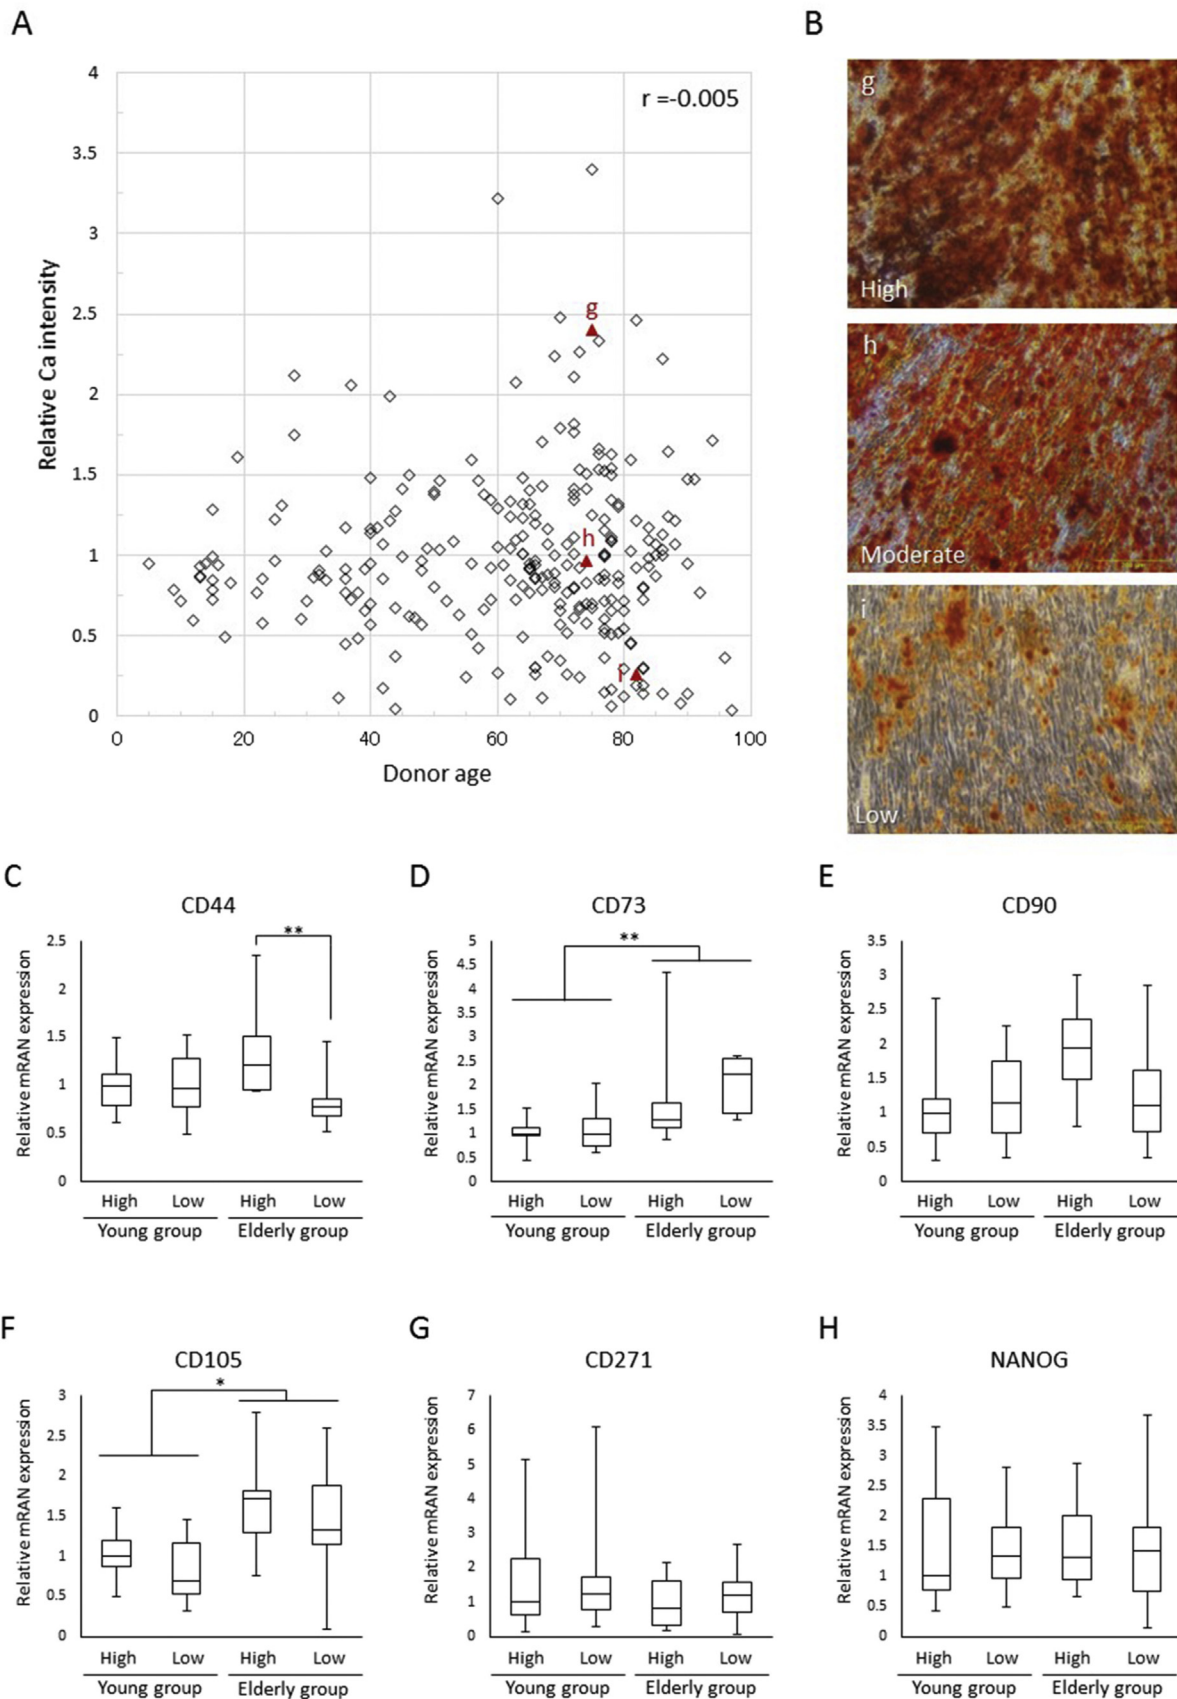 A
B
r =-0.005
4
3.5
3
2.5
2
1.5
1
0.5
0
Relative Ca intensity
g
h
i
0 20 40 60 80 100
Donor age
g
High
h
Moderate
i
Low
C
CD44
Relative mRAN expression
2.5
2
1.5
1
0.5
0
**
High Low High Low
Young group Elderly group
D
CD73
Relative mRAN expression
5
4.5
4
3.5
3
2.5
2
1.5
1
0.5
0
**
High Low High Low
Young group Elderly group
E
CD90
Relative mRAN expression
3.5
3
2.5
2
1.5
1
0.5
0
High Low High Low
Young group Elderly group
F
CD105
Relative mRAN expression
3
2.5
2
1.5
1
0.5
0
*
High Low High Low
Young group Elderly group
G
CD271
Relative mRAN expression
7
6
5
4
3
2
1
0
High Low High Low
Young group Elderly group
H
NANOG
Relative mRAN expression
4
3.5
3
2.5
2
1.5
1
0.5
0
High Low High Low
Young group Elderly group